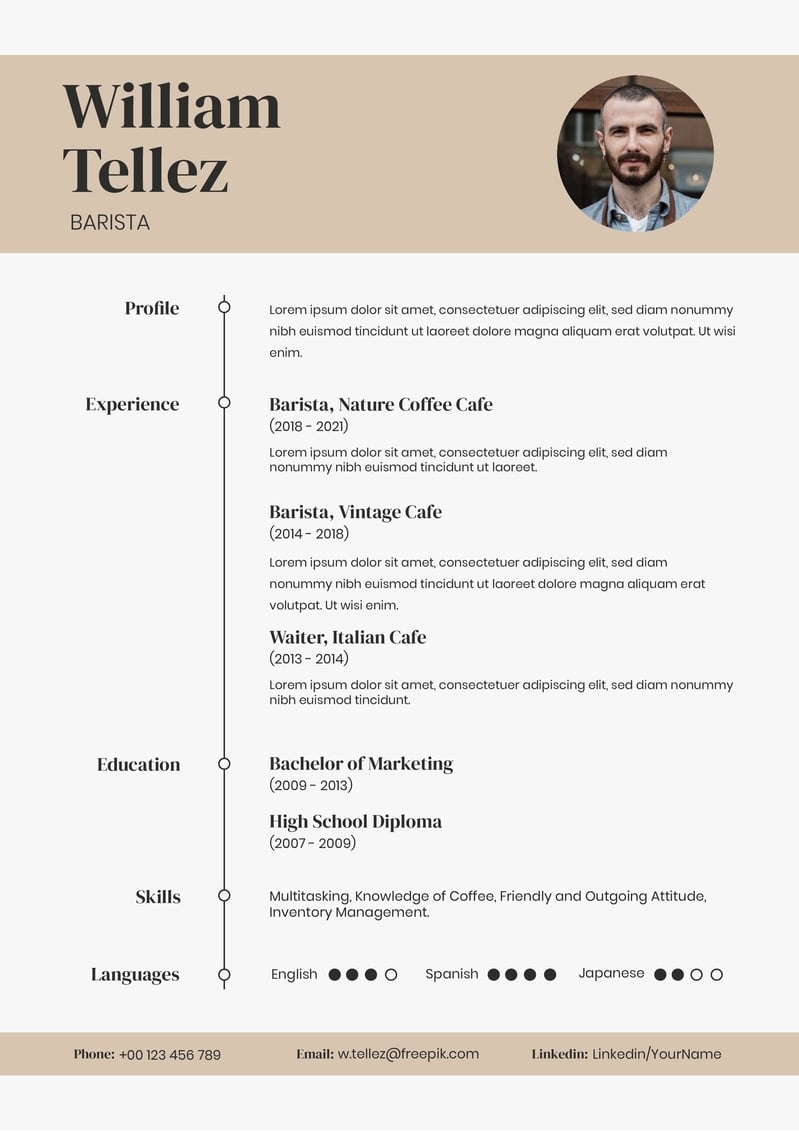 William
Tellez
BARISTA
Profile
Lorem ipsum dolor sit amet, consectetuer adipiscing elit, sed diam nonummy
nibh euismod tincidunt ut laoreet dolore magna aliquam erat volutpat. Ut wisi
enim.
Experience
Barista, Nature Coffee Cafe
(2018 - 2021)
Lorem ipsum dolor sit amet, consectetuer adipiscing elit, sed diam
nonummy nibh euismod tincidunt ut laoreet.
Barista, Vintage Cafe
(2014 - 2018)
Lorem ipsum dolor sit amet, consectetuer adipiscing elit, sed diam
nonummy nibh euismod tincidunt ut laoreet dolore magna aliquam erat
volutpat. Ut wisi enim.
Waiter, Italian Cafe
(2013 - 2014)
Lorem ipsum dolor sit amet, consectetuer adipiscing elit, sed diam nonummy
nibh euismod tincidunt.
Education
Bachelor of Marketing
(2009 - 2013)
High School Diploma
(2007 - 2009)
Skills
Multitasking, Knowledge of Coffee, Friendly and Outgoing Attitude,
Inventory Management.
Languages
English Spanish Japanese
Phone: +00 123 456 789 Email: w.tellez@freepik.com Linkedin: Linkedin/YourName